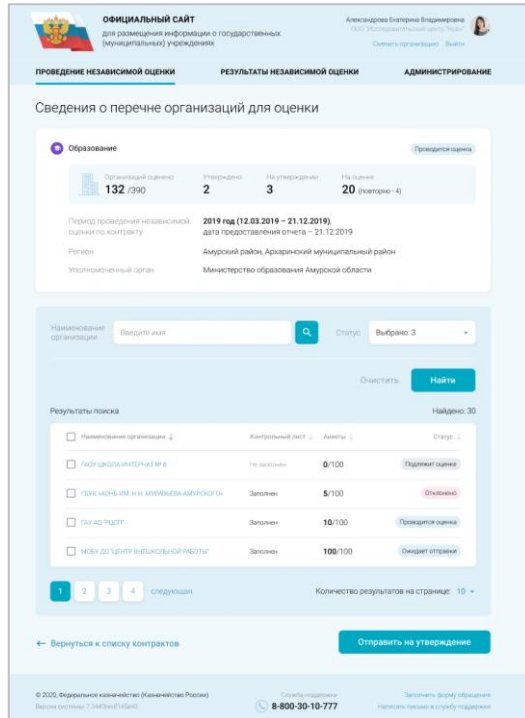 ОФИЦИАЛЬНЫЙ САЙТ
для размещения информации о государственных
(муниципальных) учреждениях
Александрова Екатерина Владимировна
Сменить организацию Выйти
ПРОВЕДЕНИЕ НЕЗАВИСИМОЙ ОЦЕНКИ РЕЗУЛЬТАТЫ НЕЗАВИСИМОЙ ОЦЕНКИ АДМИНИСТРИРОВАНИЕ
Сведения о перечне организаций для оценки
Образование Проводится оценка
Организаций оценено Утверждено На утверждении На оценке
132 /390 2 3 20 (повторно - 4)
Период проведения независимой 2019 год (12.03.2019 – 21.12.2019),
оценки по контракту дата предоставления отчета – 21.12.2019
Регион Амурский район, Архаринский муниципальный район
Уполномоченный орган Министерство образования Амурской области
Наименование
организации Введите имя Статус Выбрано: 3
Очистить Найти
Результаты поиска Найдено: 30
Наименование организации Контрольный лист Анкеты Статус
ГАОУ ШКОЛА-ИНТЕРНАТ № 6 Не заполнен 0/100 Подлежит оценке
ГБУК «АОНБ ИМ. Н.Н. МУРАВЬЕВА-АМУРСКОГО» Заполнен 5/100 Отклонено
ГАУ АО "РЦСП" Заполнен 10/100 Проводится оценка
МОБУ ДО "ЦЕНТР ВНЕШКОЛЬНОЙ РАБОТЫ" Заполнен 100/100 Ожидает отправки
1 2 3 4 следующая Количество результатов на странице: 10
← Вернуться к списку контрактов Отправить на утверждение
© 2020, Федеральное казначейство (Казначейство России) Служба поддержки Заполнить форму обращения
Версия системы: 8-800-30-10-777 Написать письмо в службу поддержки